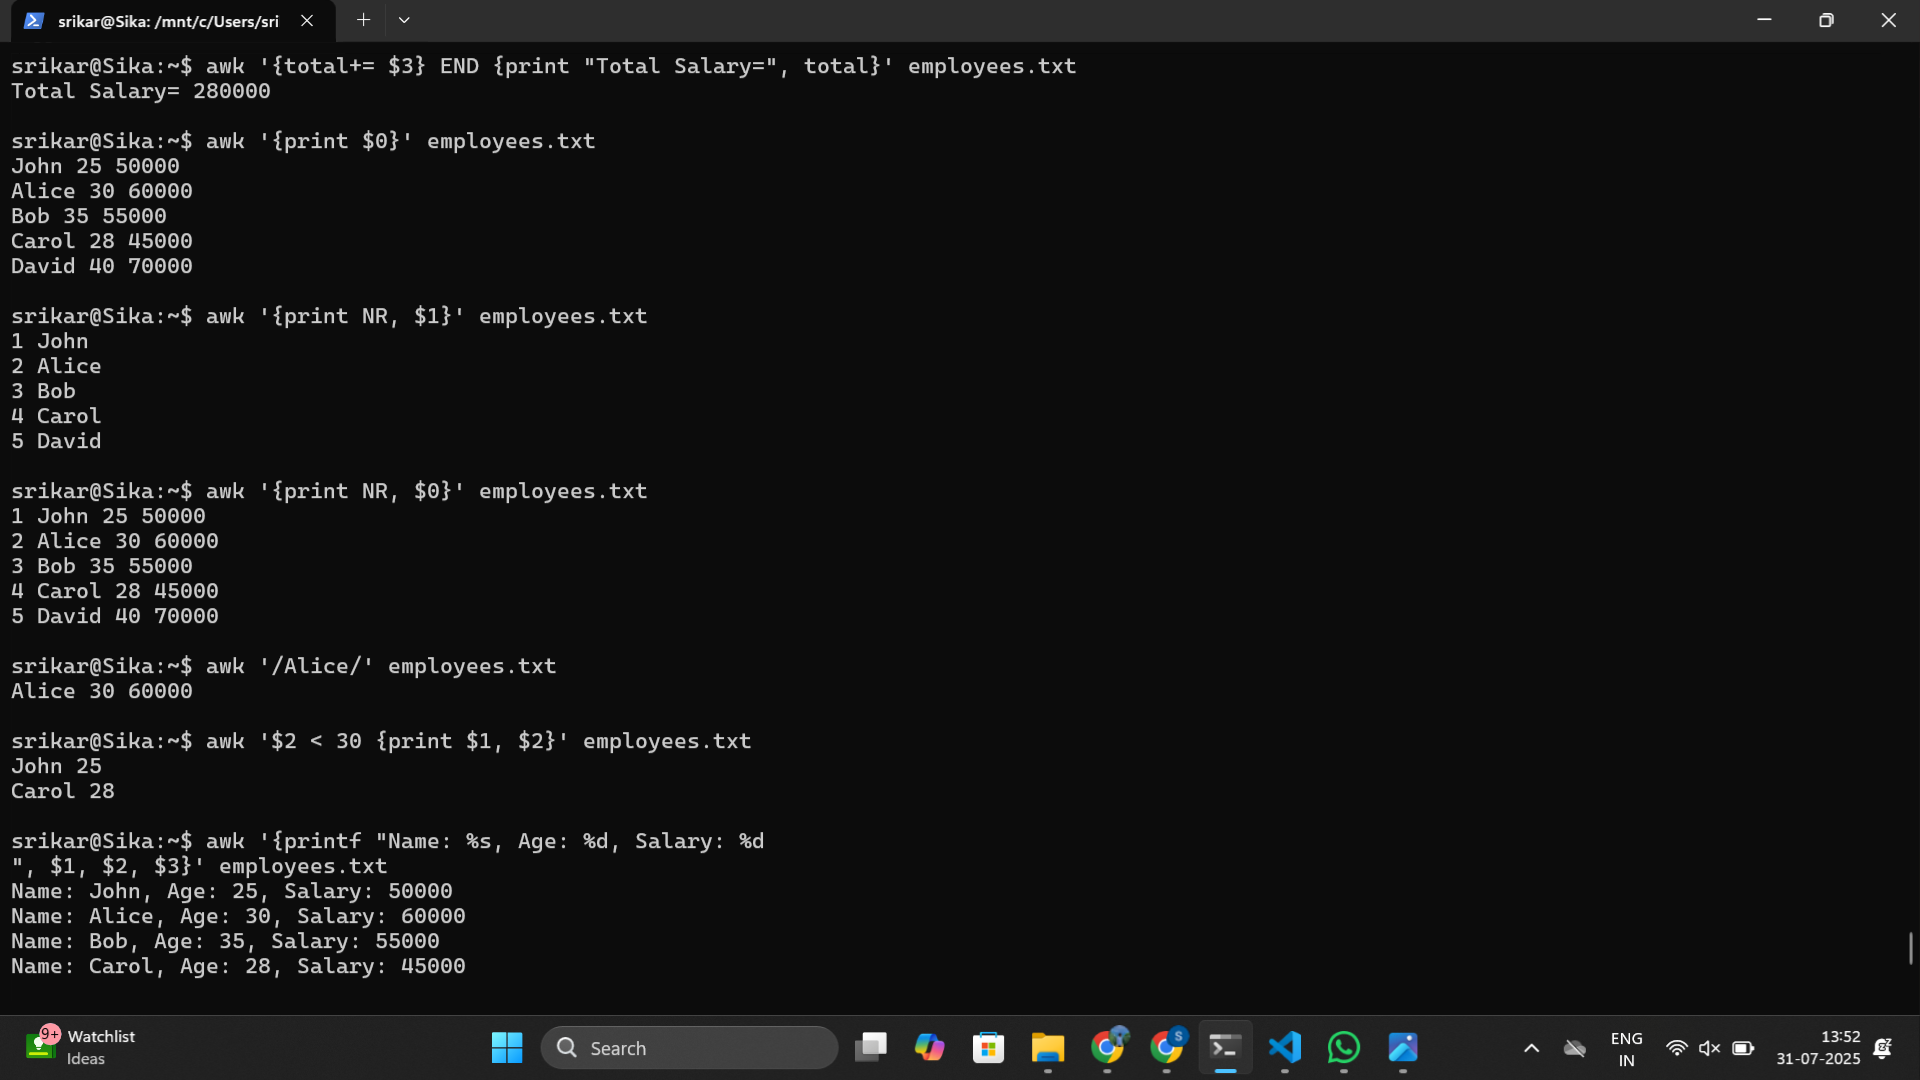 srikar@Sika: /mnt/c/Users/sri
srikar@Sika:~$ awk '{total+= $3} END {print "Total Salary=", total}' employees.txt
Total Salary= 280000
srikar@Sika:~$ awk '{print $0}' employees.txt
John 25 50000
Alice 30 60000
Bob 35 55000
Carol 28 45000
David 40 70000
srikar@Sika:~$ awk '{print NR, $1}' employees.txt
1 John
2 Alice
3 Bob
4 Carol
5 David
srikar@Sika:~$ awk '{print NR, $0}' employees.txt
1 John 25 50000
2 Alice 30 60000
3 Bob 35 55000
4 Carol 28 45000
5 David 40 70000
srikar@Sika:~$ awk '/Alice/' employees.txt
Alice 30 60000
srikar@Sika:~$ awk '$2 < 30 {print $1, $2}' employees.txt
John 25
Carol 28
srikar@Sika:~$ awk '{printf "Name: %s, Age: %d, Salary: %d
", $1, $2, $3}' employees.txt
Name: John, Age: 25, Salary: 50000
Name: Alice, Age: 30, Salary: 60000
Name: Bob, Age: 35, Salary: 55000
Name: Carol, Age: 28, Salary: 45000
9+
Watchlist
Ideas
Search
S
ENG
IN
13:52
31-07-2025